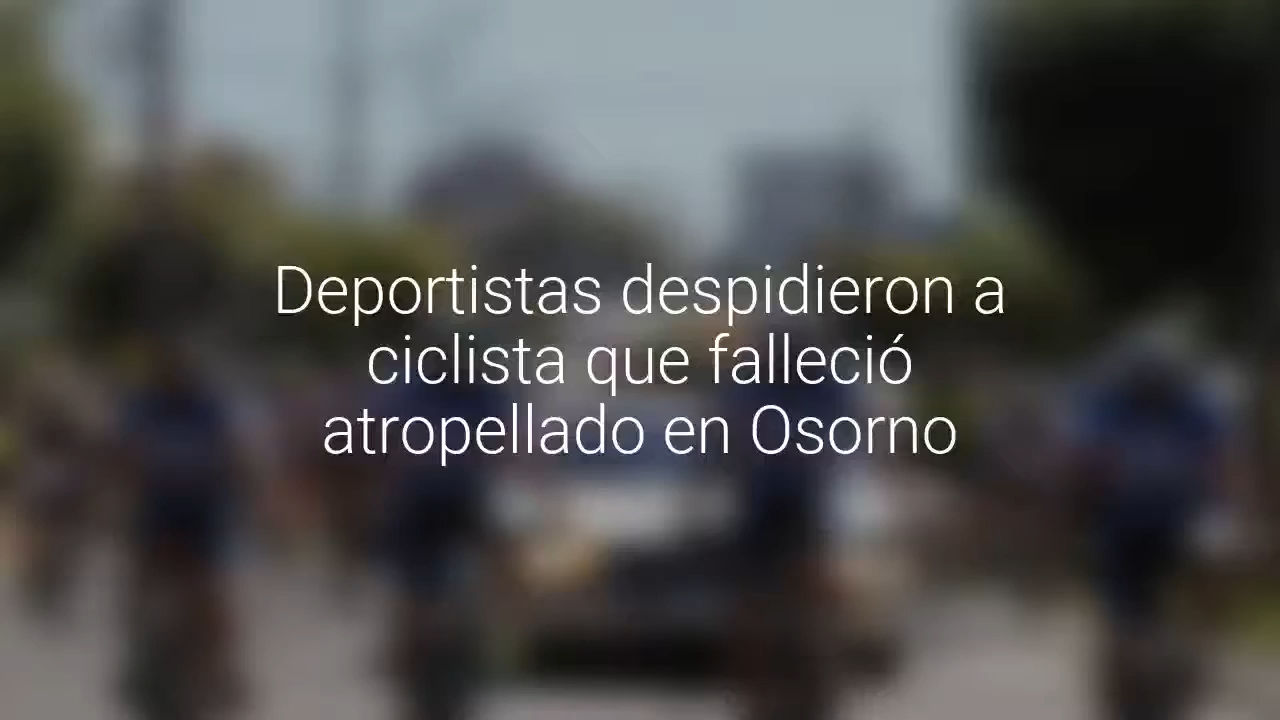 Deportistas despidieron a
ciclista que falleció
atropellado en Osorno